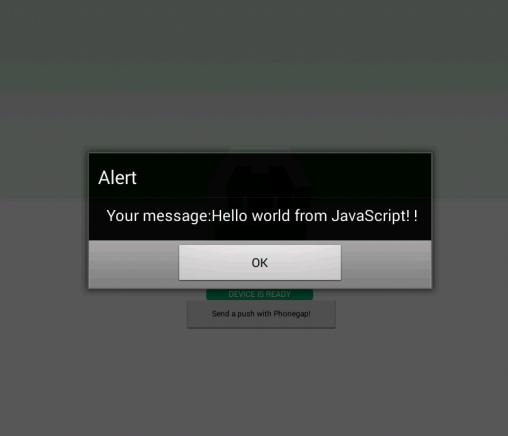 Alert
Your message:Hello world from JavaScript! !
OK
DEVICE IS READY
Send a push with Phonegap!